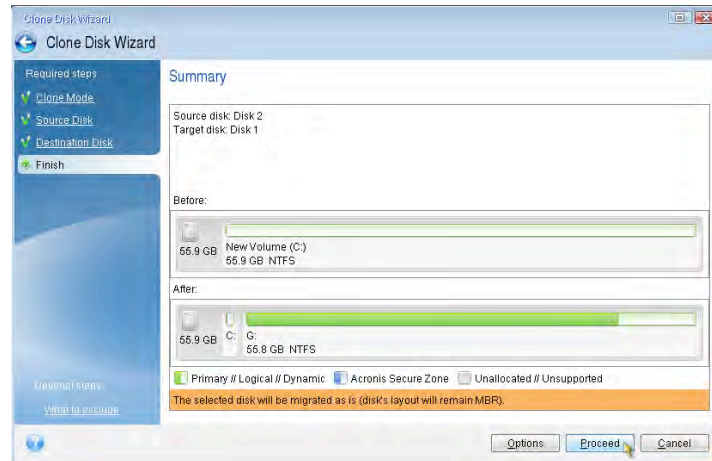 Clone Disk Wizard
Clone Disk Wizard
Required steps:
Clone Mode
Source Disk
Destination Disk
Finish
Optional steps:
What to exclude
Summary
Source disk: Disk 2
Target disk: Disk 1
Before:
55.9 GB
New Volume (C:)
55.9 GB NTFS
After:
55.9 GB
C:
G:
55.8 GB NTFS
Primary // Logical // Dynamic
Acronis Secure Zone
Unallocated // Unsupported
The selected disk will be migrated as is (disk's layout will remain MBR).
Options
Proceed
Cancel